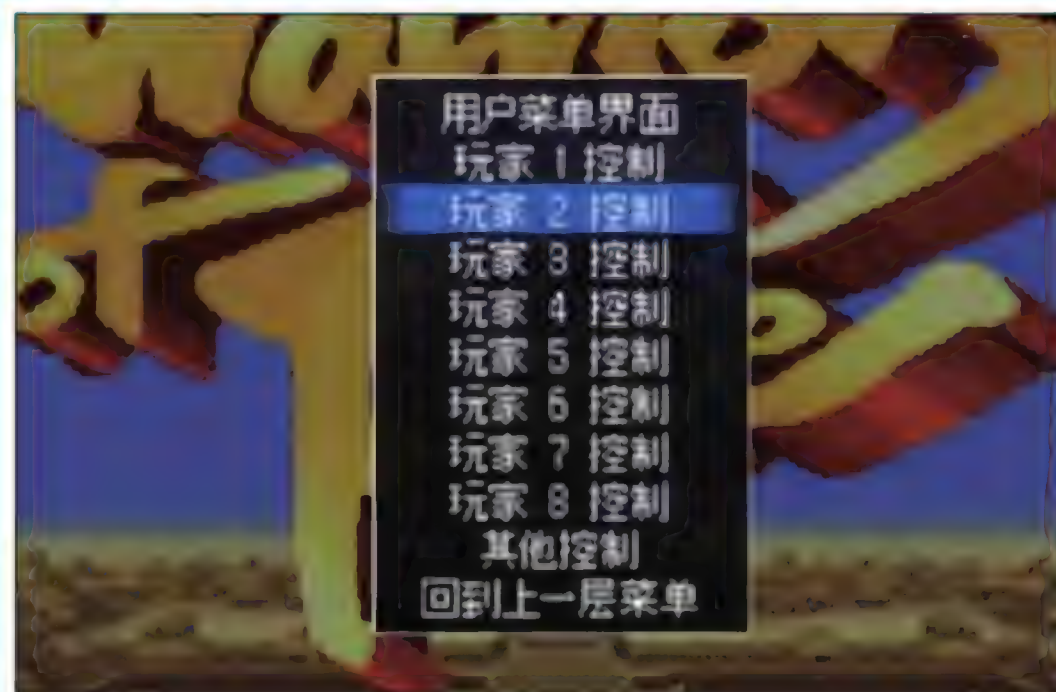 用户菜单界面
玩家 1 控制
玩家 2 控制
玩家 3 控制
玩家 4 控制
玩家 5 控制
玩家 6 控制
玩家 7 控制
玩家 8 控制
其他控制
回到上一层菜单